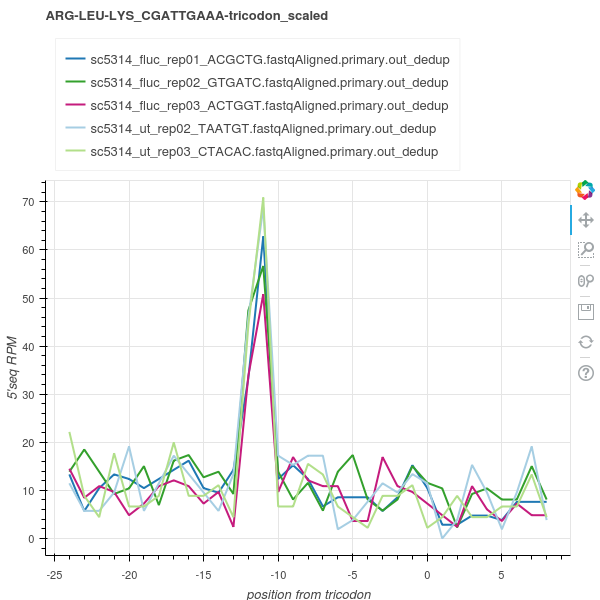 ARG-LEU-LYS_CGATTGAAA-tricodon_scaled
sc5314_fluc_rep01_ACGCTG.fastqAligned.primary.out_dedup
sc5314_fluc_rep02_GTGATC.fastqAligned.primary.out_dedup
sc5314_fluc_rep03_ACTGGT.fastqAligned.primary.out_dedup
sc5314_ut_rep02_TAATGT.fastqAligned.primary.out_dedup
sc5314_ut_rep03_CTACAC.fastqAligned.primary.out_dedup
70
60
50
40
30
20
10
0
5'seq RPM
-25 -20 -15 -10 -5 0 5
position from tricodon
?